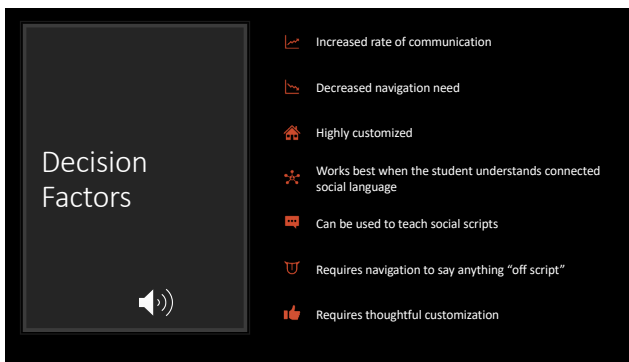 Decision
Factors
Increased rate of communication
Decreased navigation need
Highly customized
Works best when the student understands connected
social language
Can be used to teach social scripts
Requires navigation to say anything “off script”
Requires thoughtful customization